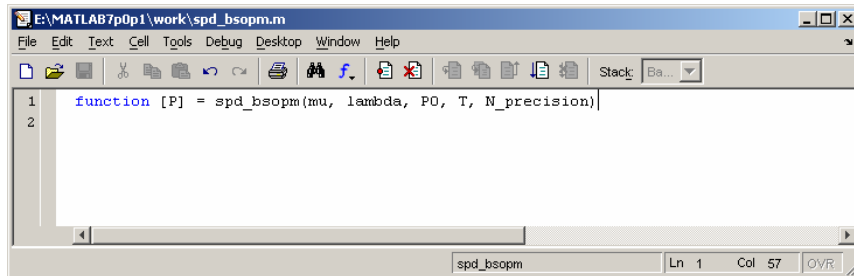 E:\MATLAB7p0p1\work\spd_bsopm.m
File Edit Text Cell Tools Debug Desktop Window Help
Stack: Ba...
1 function [P] = spd_bsopm(mu, lambda, P0, T, N_precision)
2
spd_bsopm Ln 1 Col 57 OVR